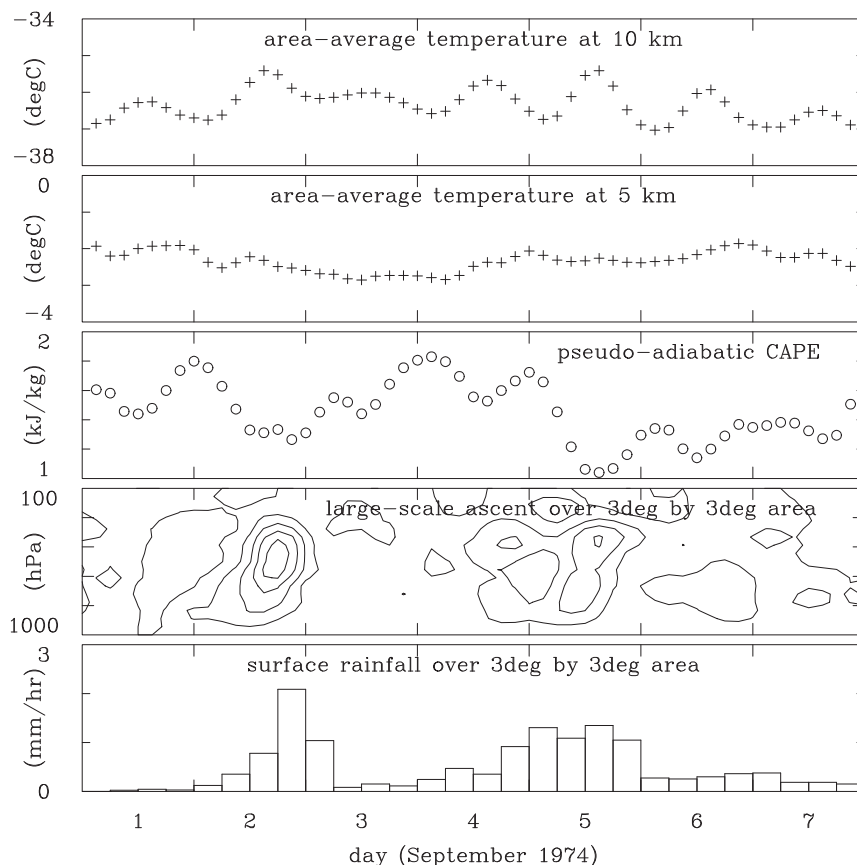 -34
area-average temperature at 10 km
(degC)
-38
0
area-average temperature at 5 km
(degC)
-4
2
pseudo-adiabatic CAPE
(kJ/kg)
1
100
large-scale ascent over 3deg by 3deg area
(hPa)
1000
3
surface rainfall over 3deg by 3deg area
(mm/hr)
0
1 2 3 4 5 6 7
day (September 1974)